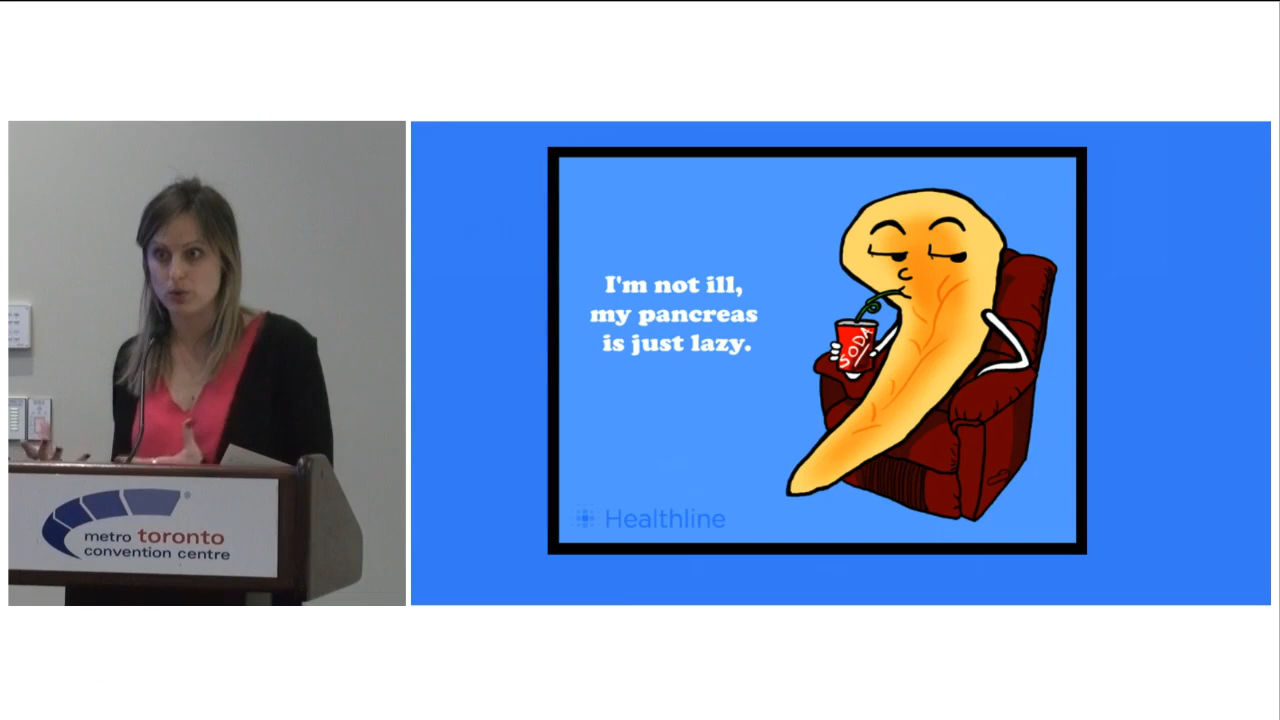 metro toronto
convention centre
I'm not ill,
my pancreas
is just lazy.
SODA
Healthline